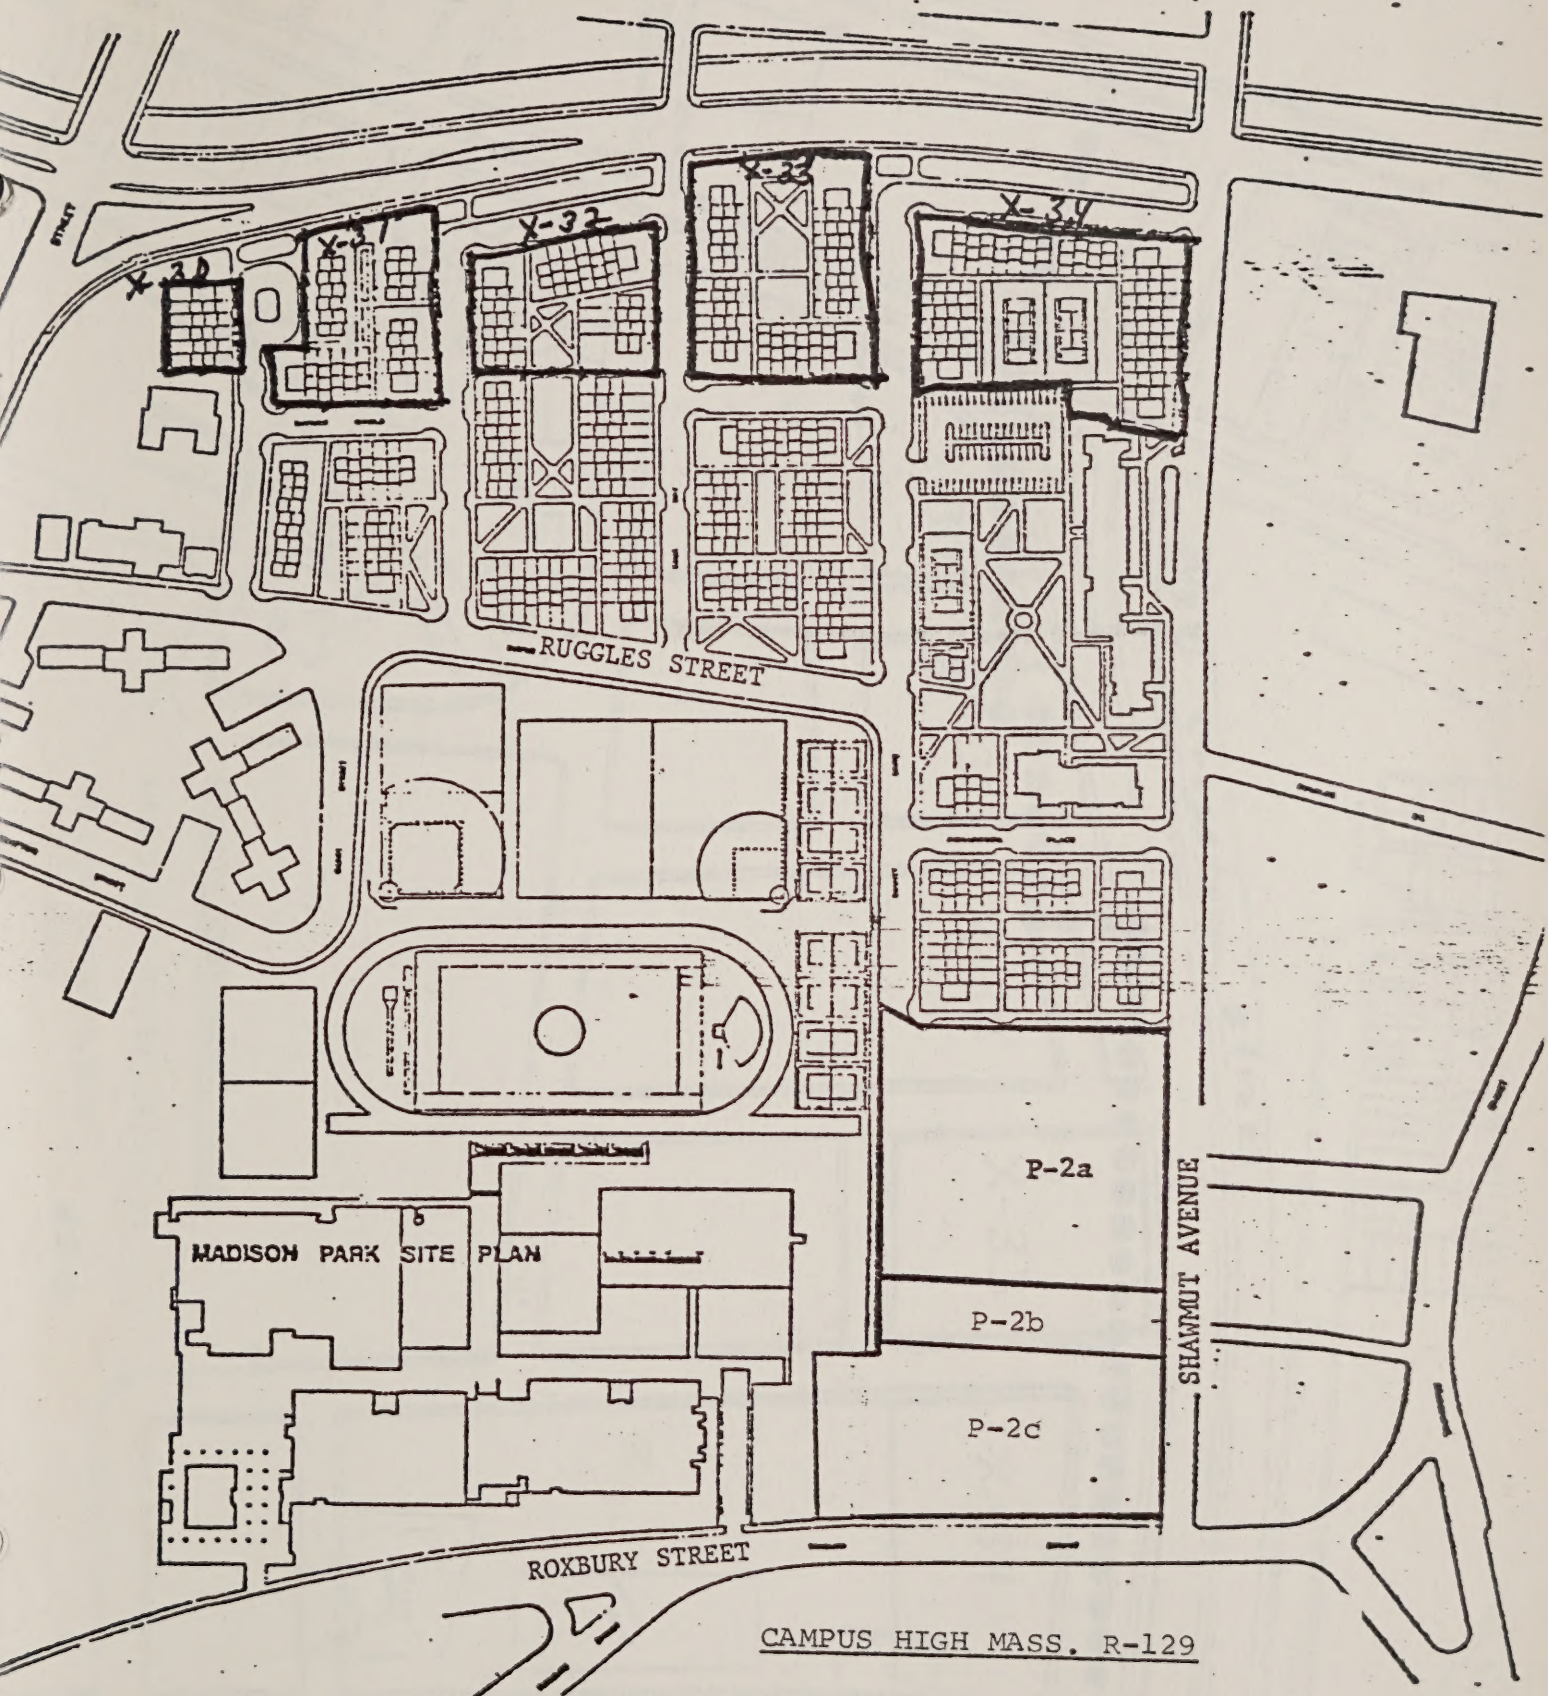 X-33
X-34
X-32
X-31
X-30
STREET
RUGGLES STREET
P-2a
SHAWMUT AVENUE
MADISON PARK SITE PLAN
P-2b
P-2c
ROXBURY STREET
CAMPUS HIGH MASS. R-129